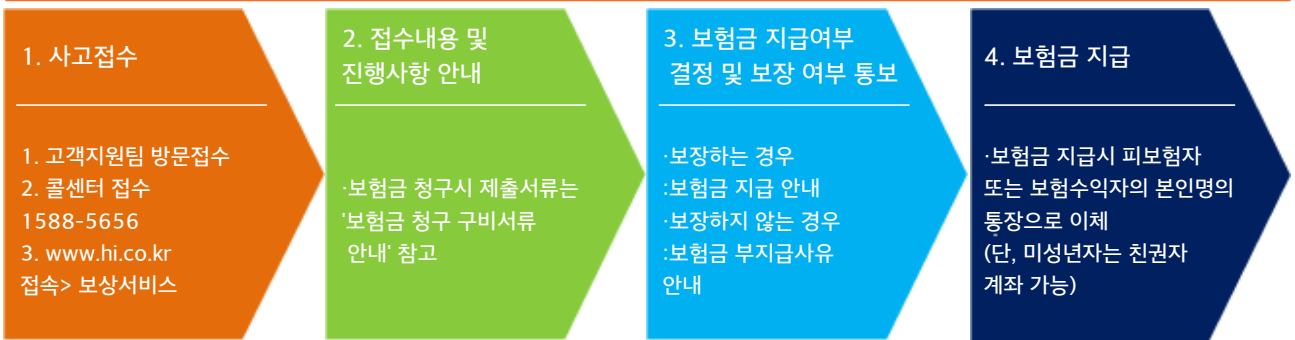 1. 사고접수
1. 고객지원팀 방문접수
2. 콜센터 접수
1588-5656
3. www.hi.co.kr
접속> 보상서비스
2. 접수내용 및
진행사항 안내
·보험금 청구시 제출서류는
'보험금 청구 구비서류
안내' 참고
3. 보험금 지급여부
결정 및 보장 여부 통보
·보장하는 경우
:보험금 지급 안내
·보장하지 않는 경우
:보험금 부지급사유
안내
4. 보험금 지급
·보험금 지급시 피보험자
또는 보험수익자의 본인명의
통장으로 이체
(단, 미성년자는 친권자
계좌 가능)